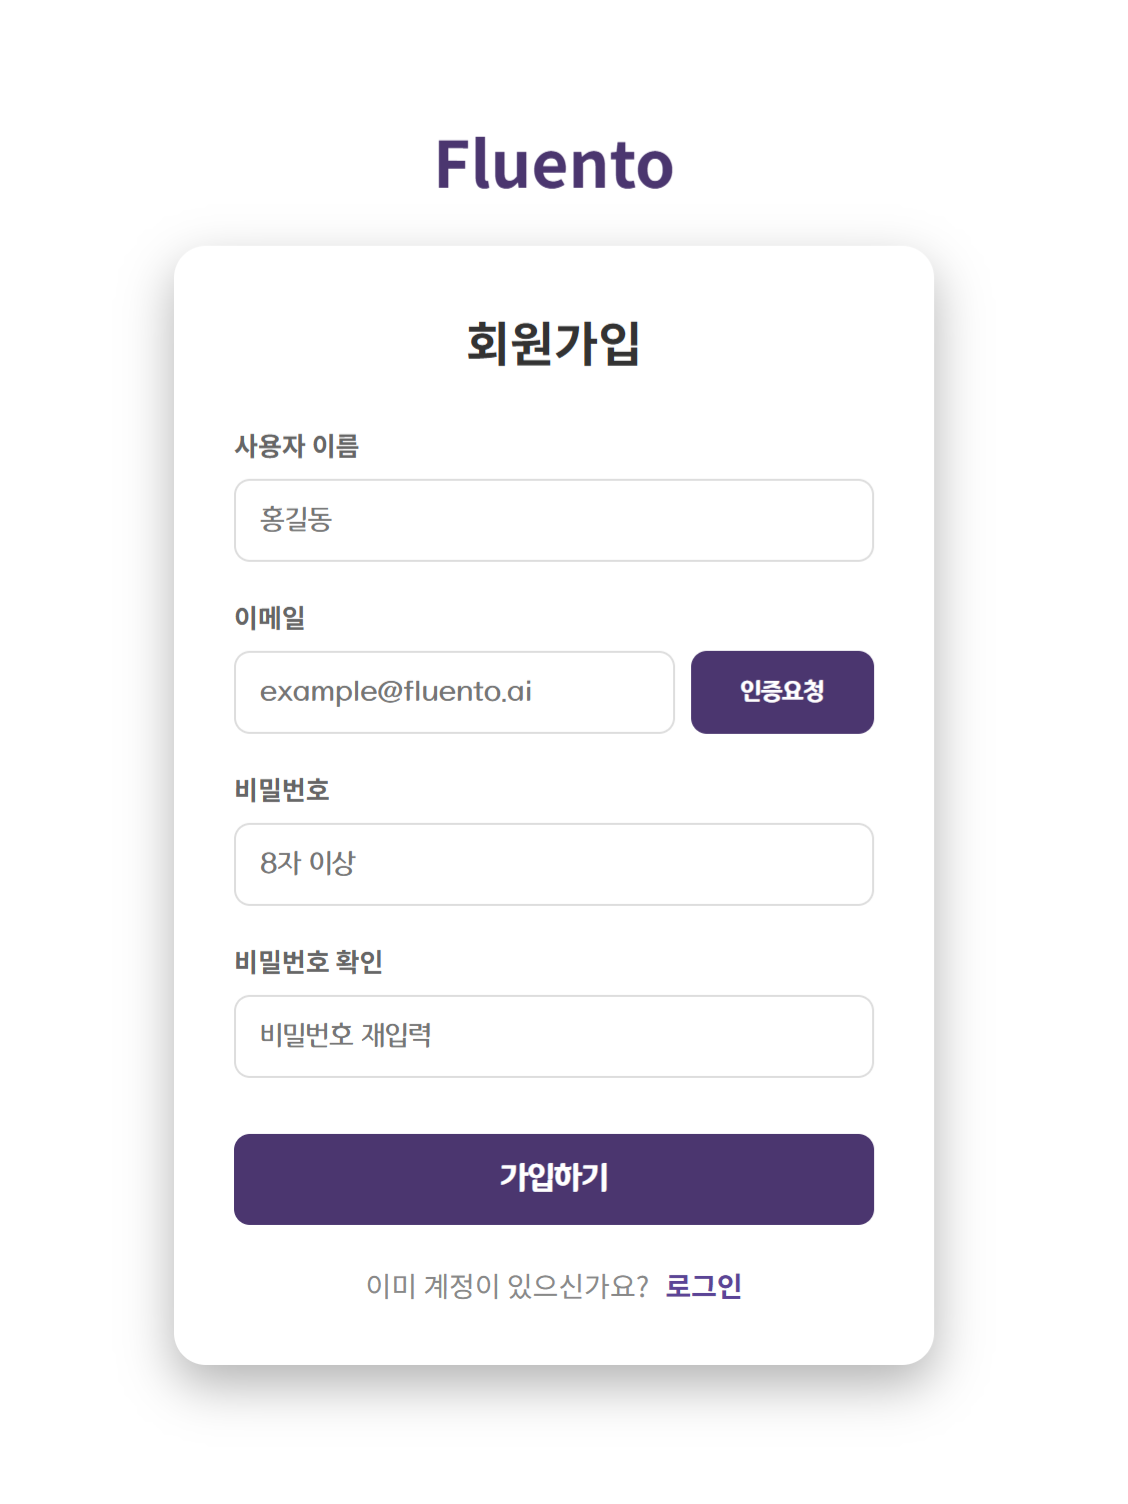 Fluento
회원가입
사용자 이름
홍길동
이메일
example@fluento.ai
인증요청
비밀번호
8자 이상
비밀번호 확인
비밀번호 재입력
가입하기
이미 계정이 있으신가요? 로그인